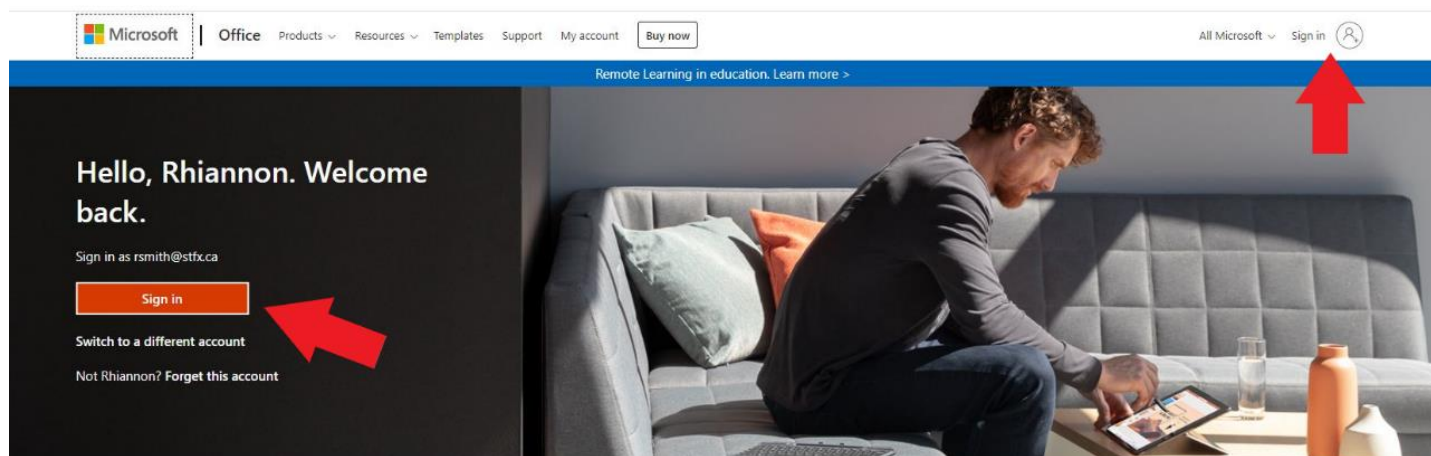 Microsoft Office Products Resources Templates Support My account Buy now All Microsoft Sign in
Remote Learning in education. Learn more >
Hello, Rhiannon. Welcome
back.
Sign in as rsmith@stfx.ca
Sign in
Switch to a different account
Not Rhiannon? Forget this account